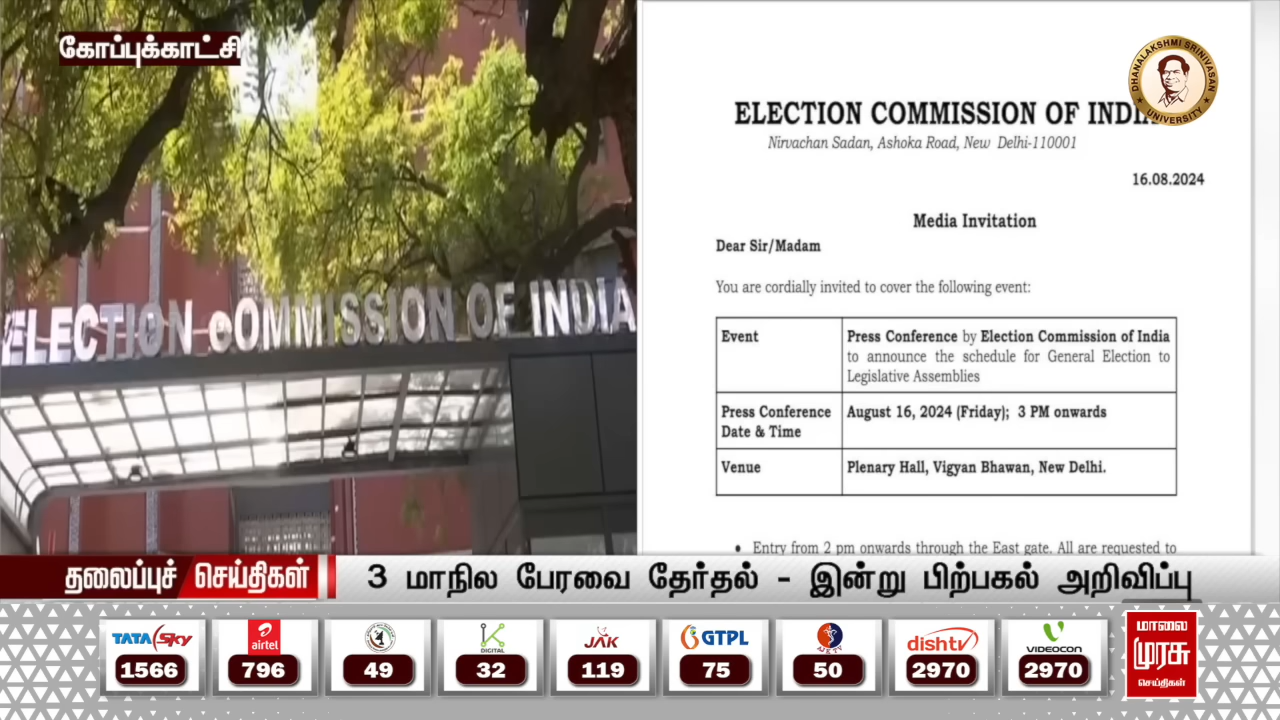 கோப்புக்காட்சி
ELECTION COMMISSION OF INDIA
DHANALAKSHMI SRINIVASAN
UNIVERSITY
ELECTION COMMISSION OF INDIA
Nirvachan Sadan, Ashoka Road, New Delhi-110001
16.08.2024
Media Invitation
Dear Sir/Madam
You are cordially invited to cover the following event:
Event
Press Conference by Election Commission of India
to announce the schedule for General Election to
Legislative Assemblies
Press Conference
Date & Time
August 16, 2024 (Friday); 3 PM onwards
Venue
Plenary Hall, Vigyan Bhawan, New Delhi.
• Entry from 2 pm onwards through the East gate. All are requested to
தலைப்புச் செய்திகள்
3 மாநில பேரவை தேர்தல் - இன்று பிற்பகல் அறிவிப்பு
TATA Sky
1566
airtel
796
49
K DIGITAL
32
JAK
119
GTPL
75
50
dishtv
2970
VIDEOCON
2970
மாலை
முரசு
செய்திகள்